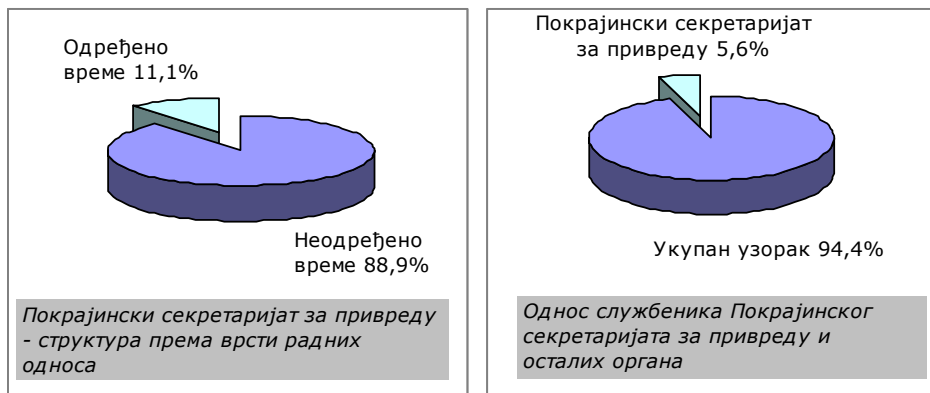 Одређено
време 11,1%
Неодређено
време 88,9%
Покрајински секретаријат за привреду
- структура према врсти радних
односа
Покрајински секретаријат
за привреду 5,6%
Укупан узорак 94,4%
Однос службеника Покрајинског
секретаријата за привреду и
осталих органа